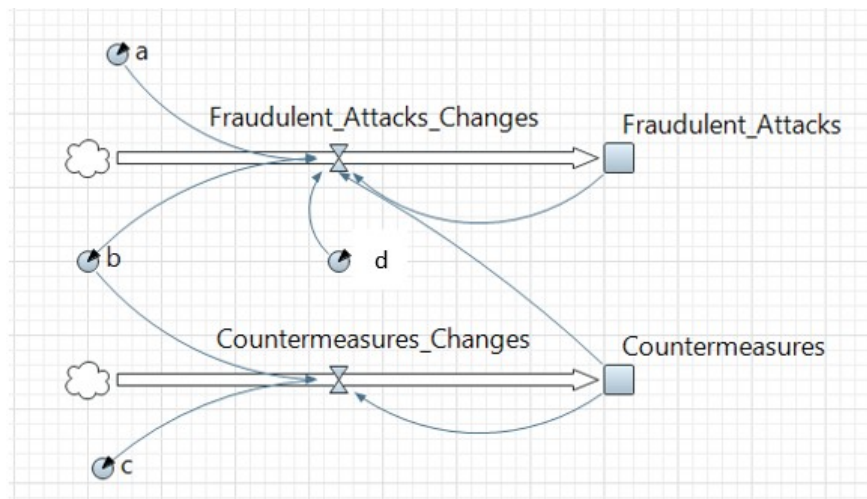 a
Fraudulent_Attacks_Changes
Fraudulent_Attacks
b
d
Countermeasures_Changes
Countermeasures
c